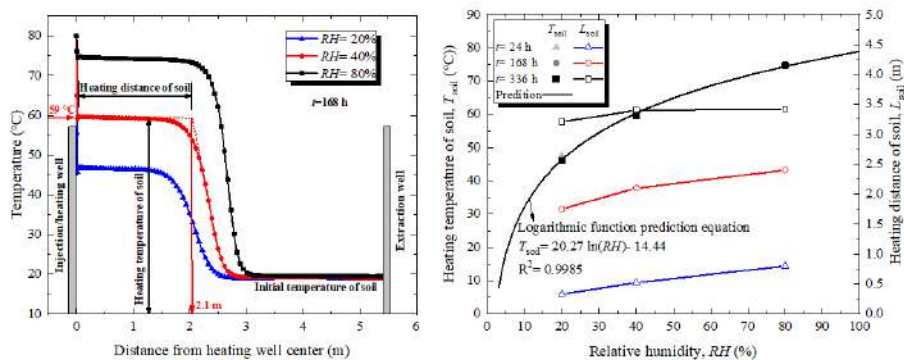 80
70
60
50
40
30
20
10
Temperature (°C)
RH= 20%
RH= 40%
RH= 80%
Heating distance of soil
t=168 h
59 °C
Injection/heating well
Heating temperature of soil
Extraction well
Initial temperature of soil
2.1 m
0 1 2 3 4 5 6
Distance from heating well center (m)
90
80
70
60
50
40
30
20
10
0
Heating temperature of soil, Tsoil (°C)
Tsoil Lsoil
t= 24 h
t= 168 h
t= 336 h
Predition
Logarithmic function prediction equation
Tsoil= 20.27 ln(RH)- 14.44
R²= 0.9985
5.0
4.5
4.0
3.5
3.0
2.5
2.0
1.5
1.0
0.5
0.0
Heating distance of soil, Lsoil (m)
0 10 20 30 40 50 60 70 80 90 100
Relative humidity, RH (%)